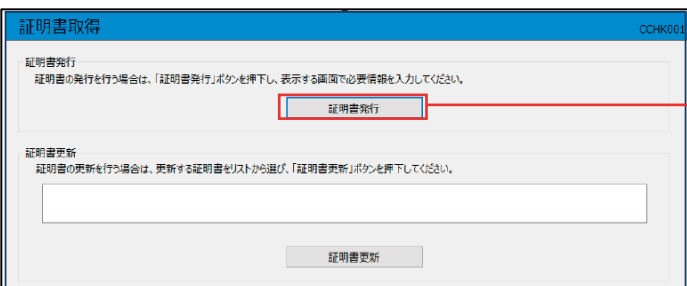 証明書取得
CCHK001
証明書発行
証明書の発行を行う場合は、「証明書発行」ボタンを押下し、表示する画面で必要情報を入力してください。
証明書発行
証明書更新
証明書の更新を行う場合は、更新する証明書をリストから選び、「証明書更新」ボタンを押下してください。
証明書更新